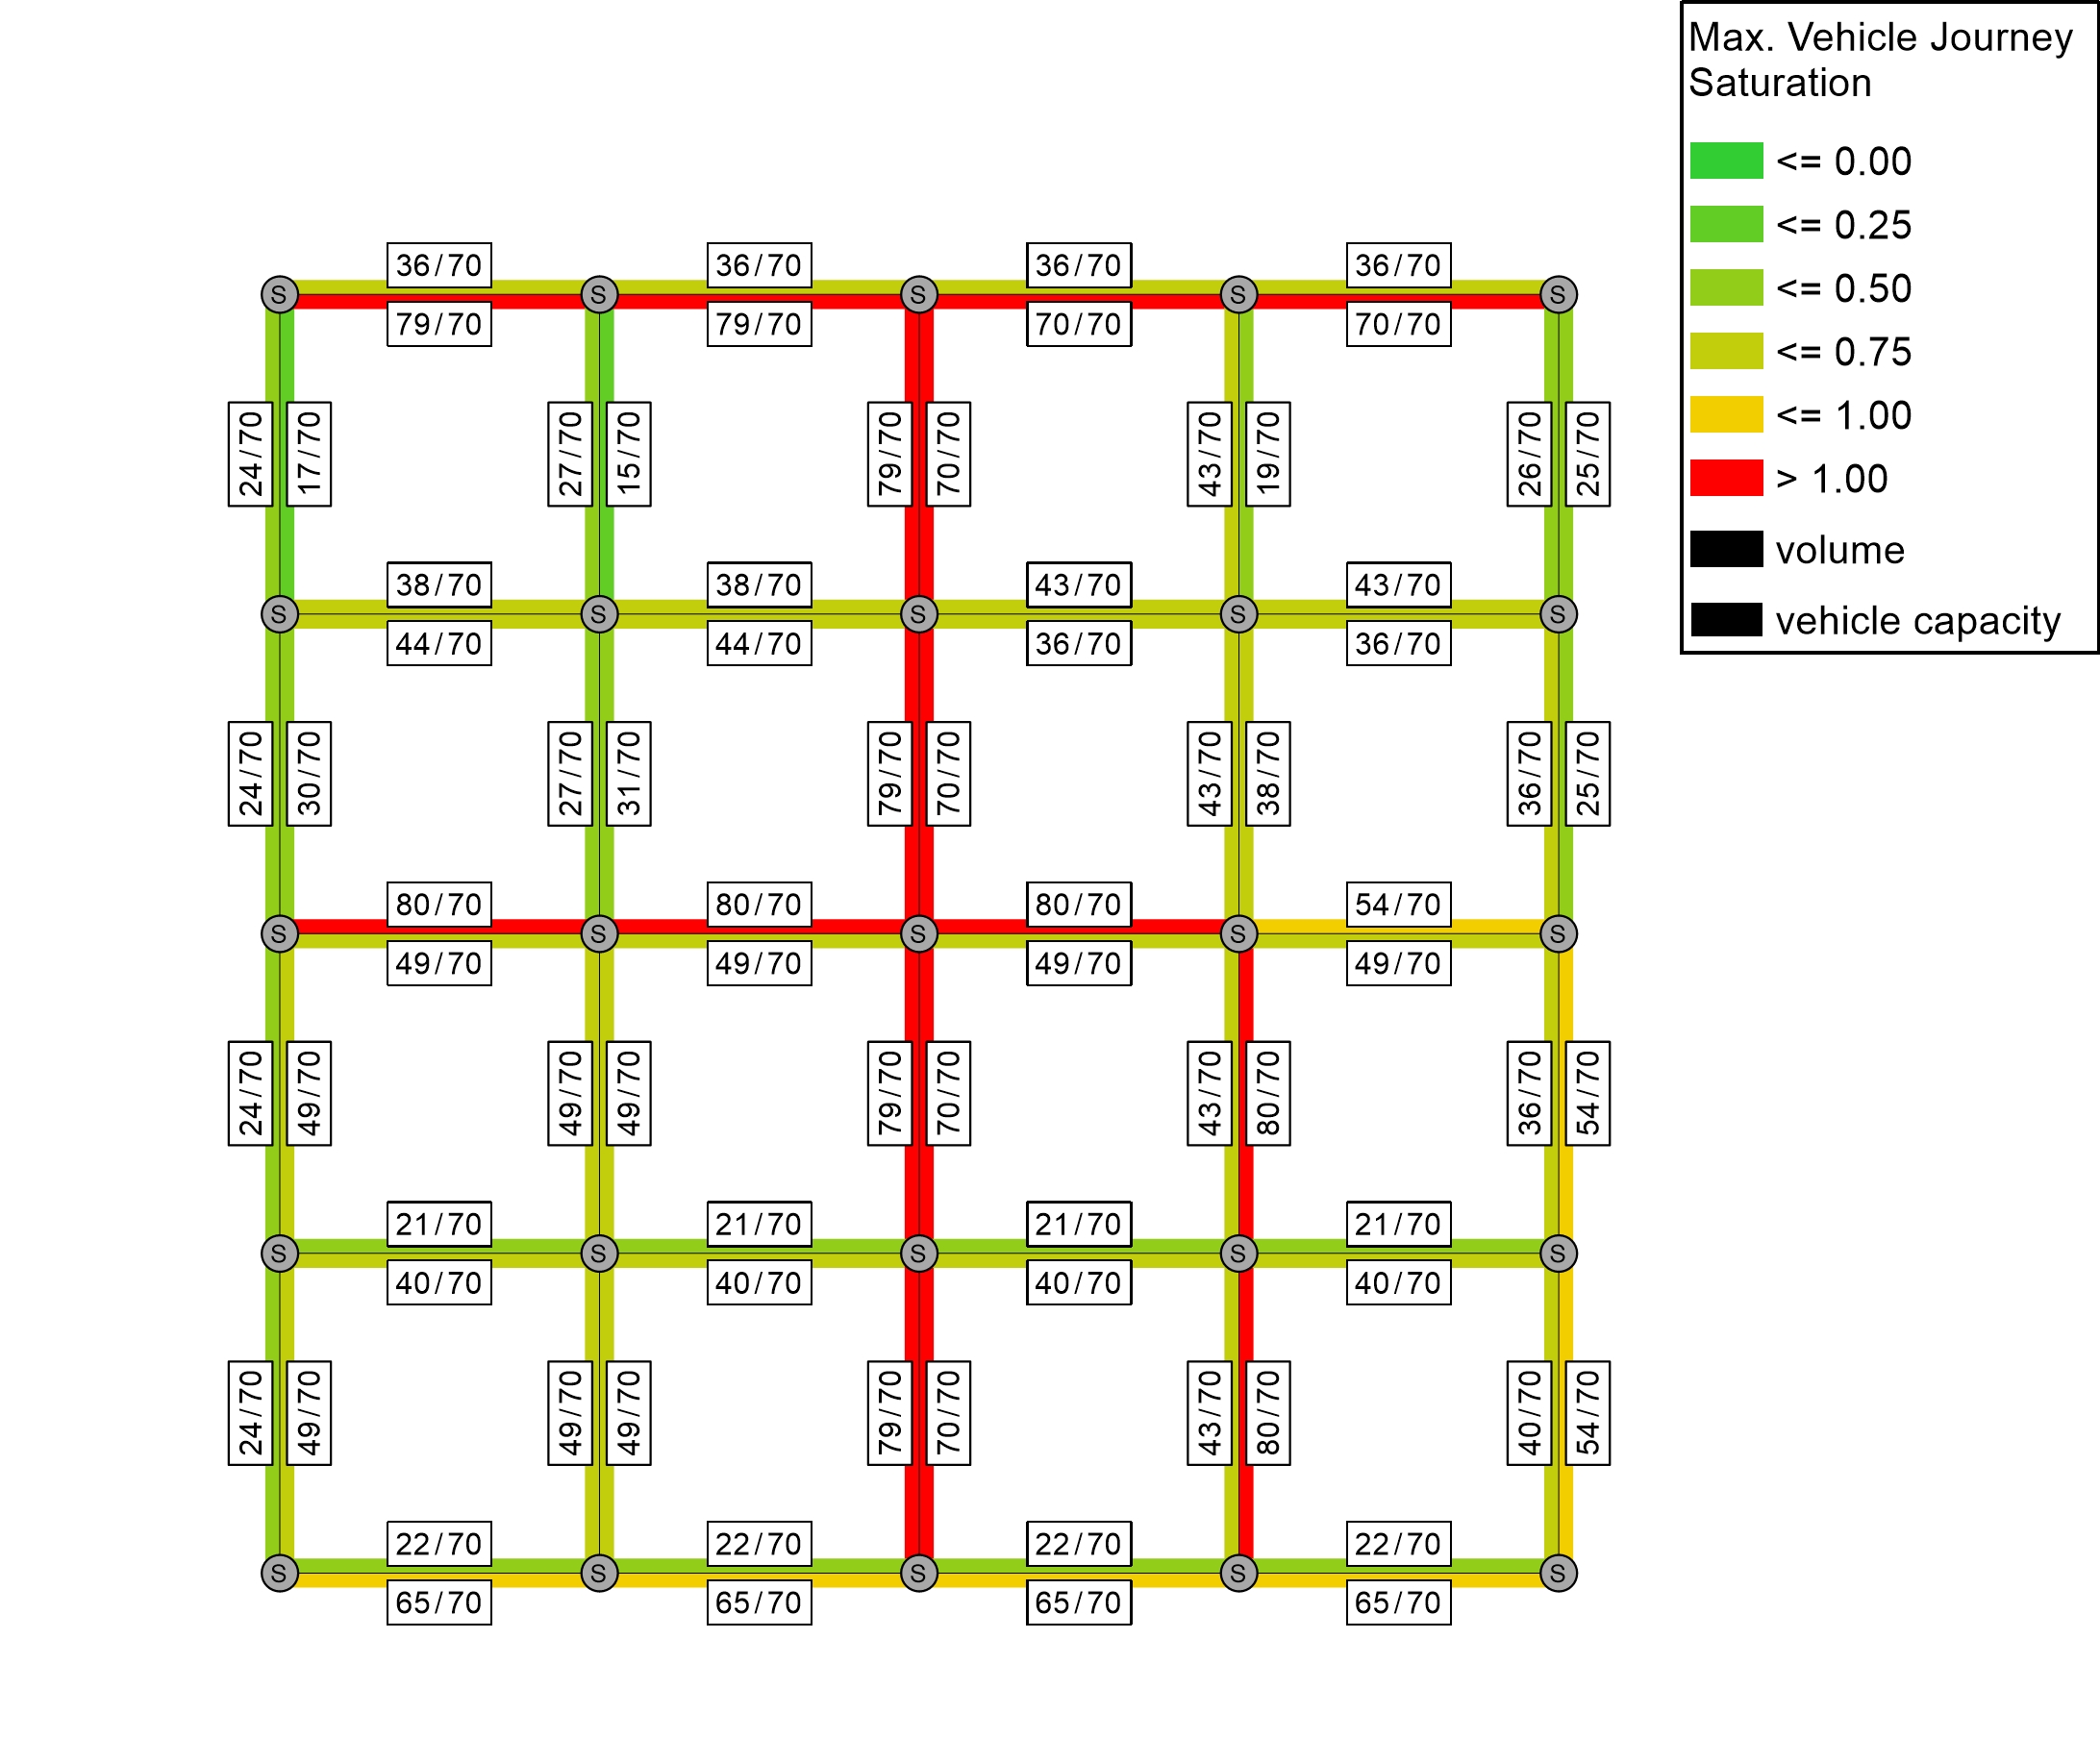 Max. Vehicle Journey
Saturation
<= 0.00
<= 0.25
<= 0.50
<= 0.75
<= 1.00
> 1.00
volume
vehicle capacity
36/70 36/70 36/70 36/70
S S S S S
79/70 79/70 70/70 70/70
24/70 17/70 27/70 15/70 79/70 70/70 43/70 19/70 26/70 25/70
38/70 38/70 43/70 43/70
S S S S S
44/70 44/70 36/70 36/70
24/70 30/70 27/70 31/70 79/70 70/70 43/70 38/70 36/70 25/70
80/70 80/70 80/70 54/70
S S S S S
49/70 49/70 49/70 49/70
24/70 49/70 49/70 49/70 79/70 70/70 43/70 80/70 36/70 54/70
21/70 21/70 21/70 21/70
S S S S S
40/70 40/70 40/70 40/70
24/70 49/70 49/70 49/70 79/70 70/70 43/70 80/70 40/70 54/70
22/70 22/70 22/70 22/70
S S S S S
65/70 65/70 65/70 65/70